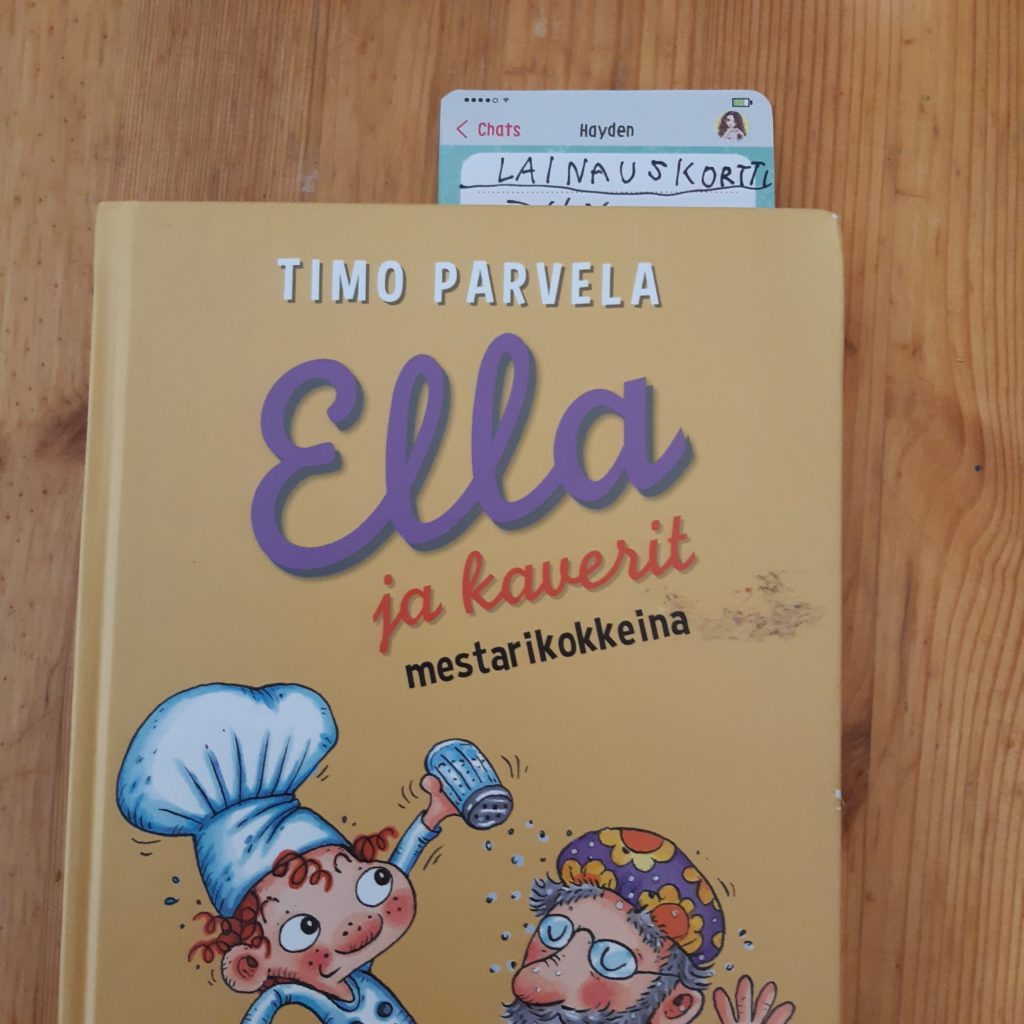 Chats Hayden
LAINAUSKORTTI
TIMO PARVELA
Ella
ja kaverit
mestarikokkeina